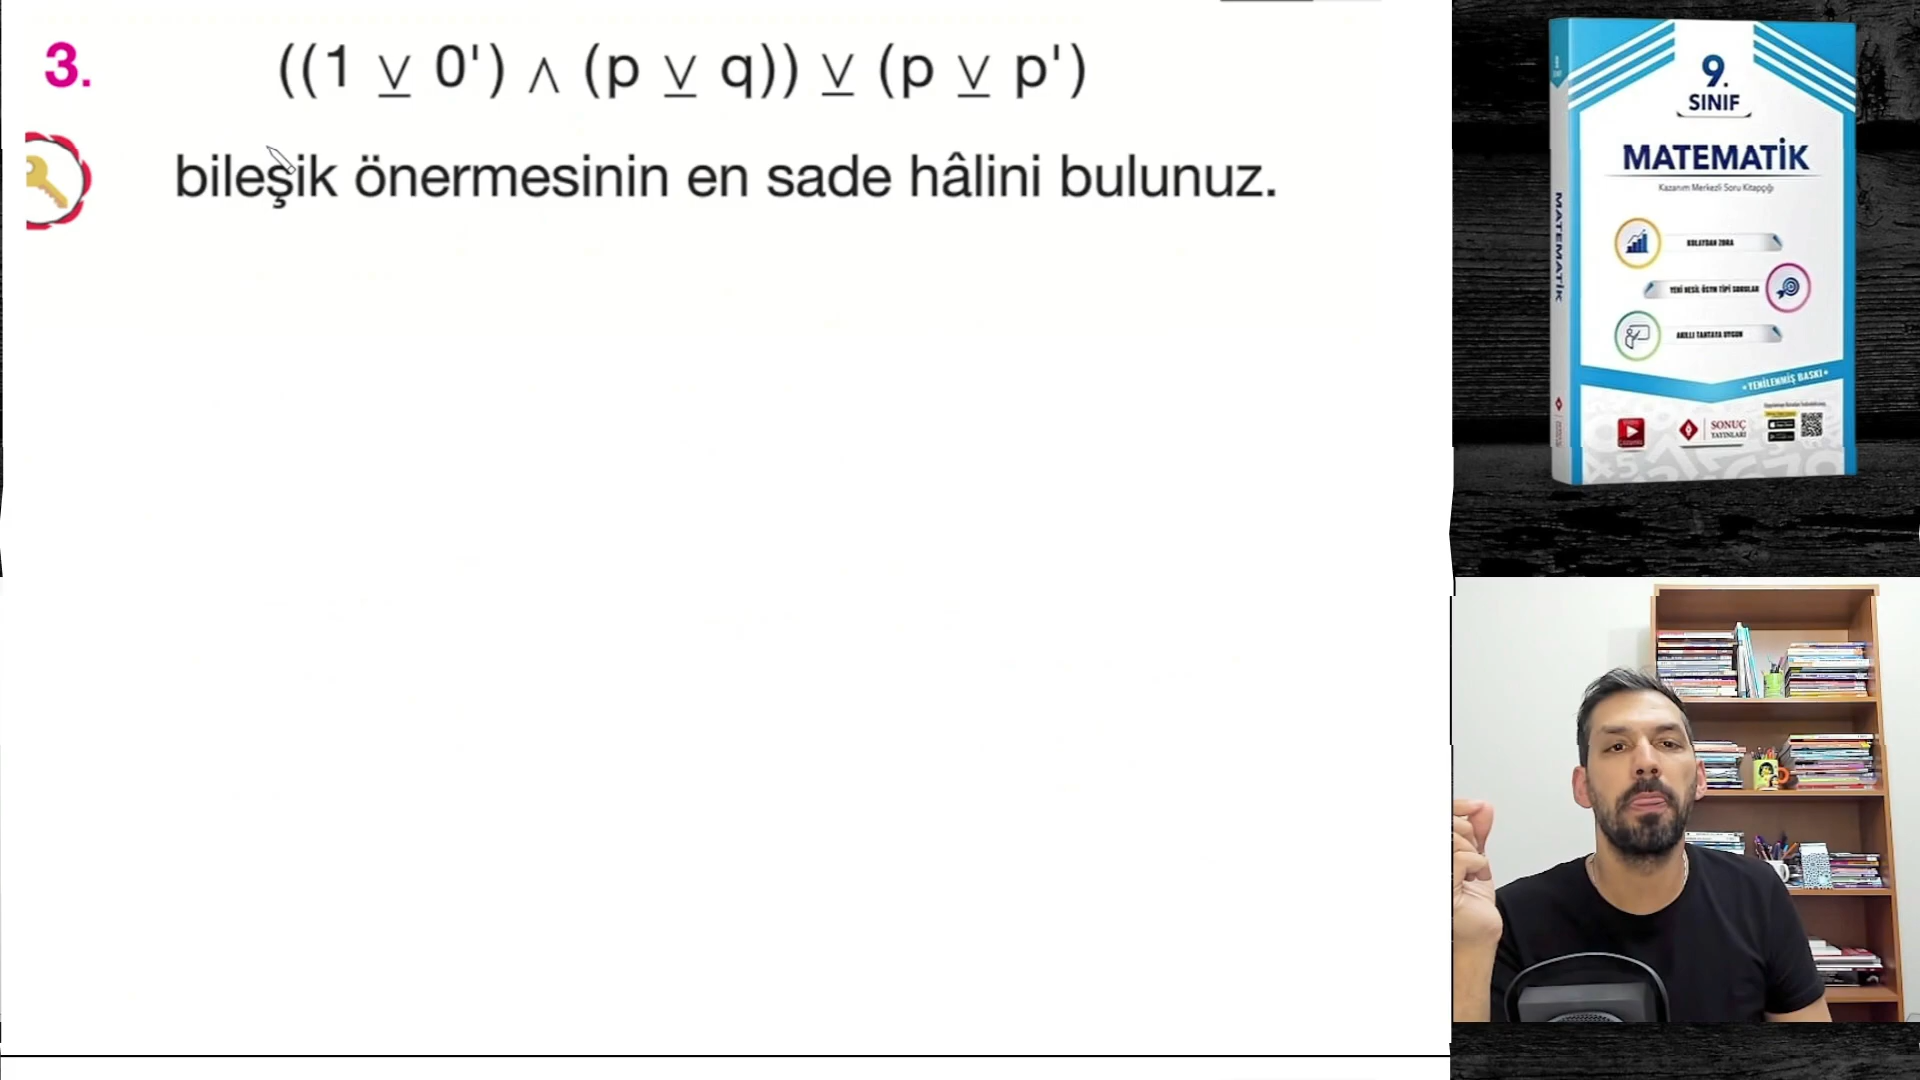 3. ((1 ⊻ 0') ∧ (p ⊻ q)) ⊻ (p ⊻ p')
bileşik önermesinin en sade hâlini bulunuz.
9.
SINIF
MATEMATİK
Kazanım Merkezli Soru Kitapçığı
KOLAYDAN ZORA
YENİ NESİL ÖSYM TİPİ SORULAR
AKILLI TAHTAYA UYGUN
• YENİLENMİŞ BASKI •
SONUÇ
YAYINLARI
MATEMATİK